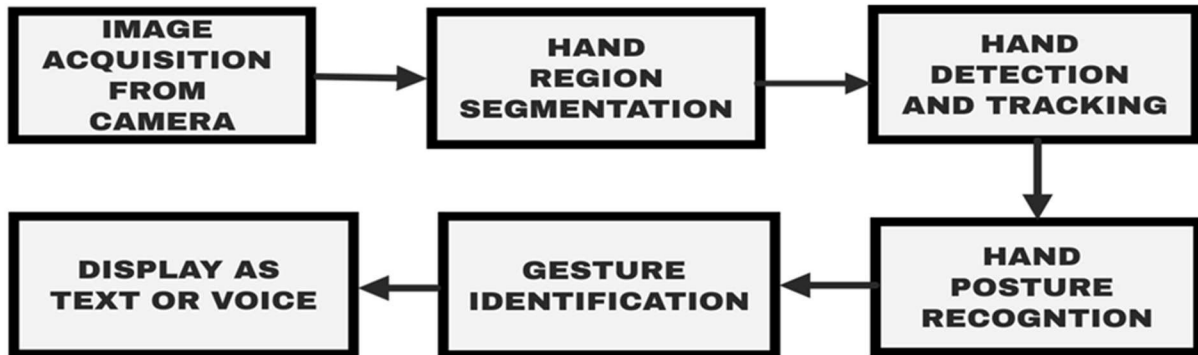 IMAGE
ACQUISITION
FROM
CAMERA
HAND
REGION
SEGMENTATION
HAND
DETECTION
AND TRACKING
HAND
POSTURE
RECOGNTION
GESTURE
IDENTIFICATION
DISPLAY AS
TEXT OR VOICE